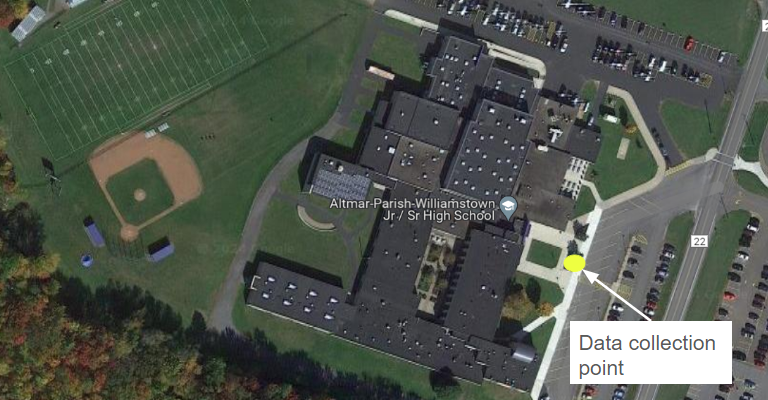 Altmar-Parish-Williamstown
Jr / Sr High School
22
Data collection
point